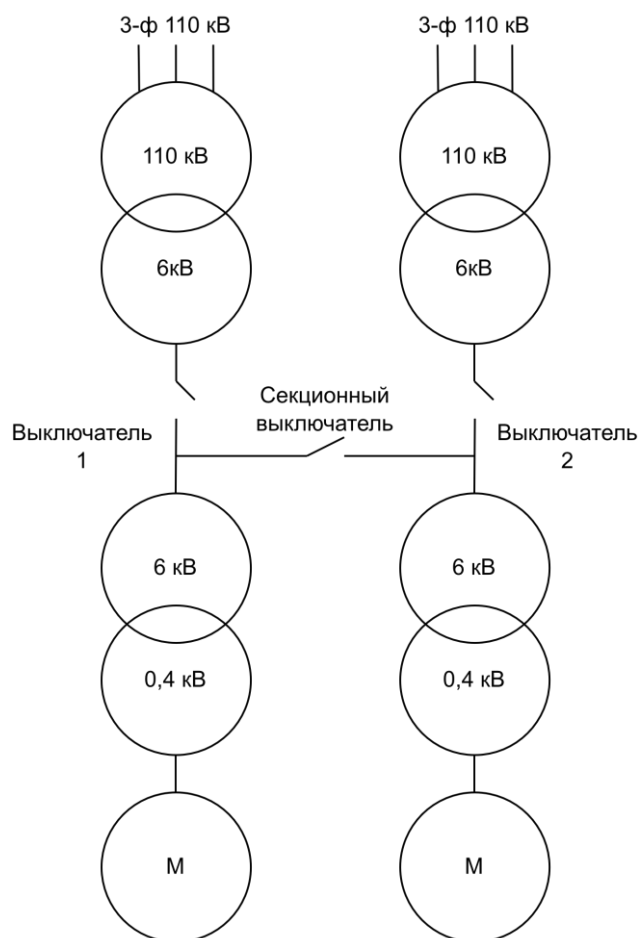 3-ф 110 кВ
3-ф 110 кВ
110 кВ
110 кВ
6кВ
6кВ
Секционный
выключатель
Выключатель
1
Выключатель
2
6 кВ
6 кВ
0,4 кВ
0,4 кВ
М
М